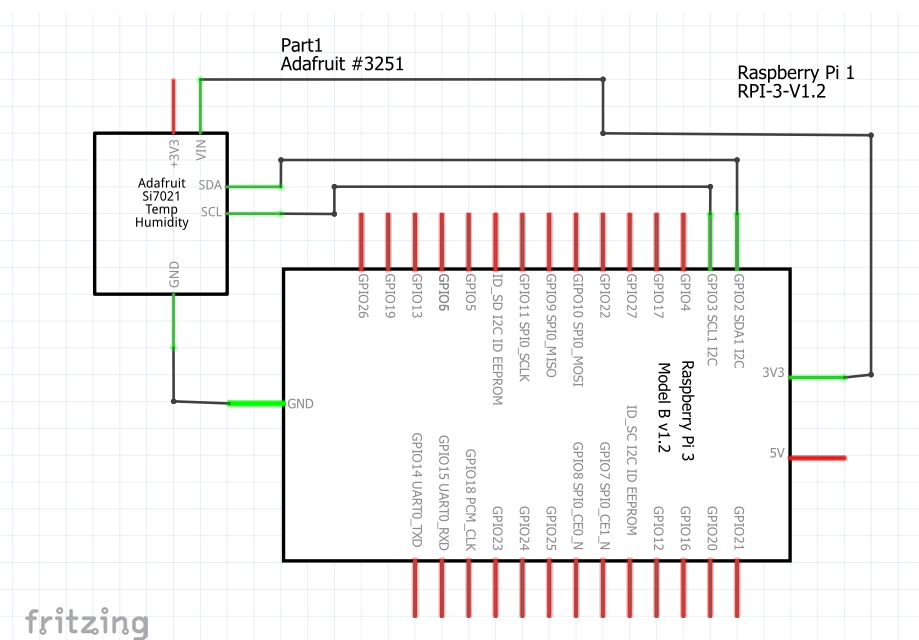 Part1
Adafruit #3251
Raspberry Pi 1
RPI-3-V1.2
3V3+
VIN
Adafruit
Si7021
Temp
Humidity
SDA
SCL
GND
GPIO26
GPIO19
GPIO13
GPIO6
GPIO5
ID_SD I2C ID EEPROM
GPIO11 SPI0_SCLK
GPIO9 SPI0_MISO
GIPO10 SPI0_MOSI
GPIO22
GPIO27
GPIO17
GPIO4
GPIO3 SCL1 I2C
GPIO2 SDA1 I2C
3V3
5V
GND
Raspberry Pi 3
Model B v1.2
GPIO14 UART0_TXD
GPIO15 UART0_RXD
GPIO18 PCM_CLK
GPIO23
GPIO24
GPIO25
GPIO8 SPI0_CE0_N
GPIO7 SPI0_CE1_N
ID_SC I2C ID EEPROM
GPIO12
GPIO16
GPIO20
GPIO21
fritzing